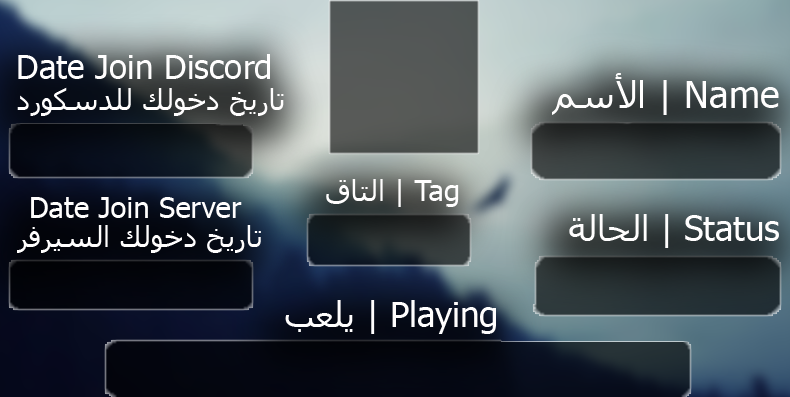 Date Join Discord
تاريخ دخولك للدسكورد
الأسم | Name
التاق | Tag
Date Join Server
تاريخ دخولك السيرفر
الحالة | Status
يلعب | Playing